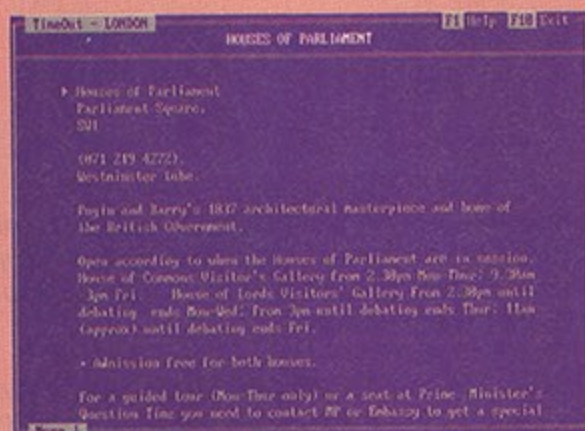 TimeOut - LONDON
F1 Help F10 Exit
HOUSES OF PARLIAMENT
Houses of Parliament
Parliament Square,
SW1
(071 219 4272).
Westminster tube.
Pugin and Barry's 1837 architectural masterpiece and home of
the British Government.
Open according to when the Houses of Parliament are in session.
House of Commons Visitor's Gallery from 2.30pm Mon-Thur; 9.30am
3pm Fri. House of Lords Visitors' Gallery From 2.30pm until
debating ends Mon-Wed; from 3pm until debating ends Thur; 11am
(approx) until debating ends Fri.
- Admission free for both houses.
For a guided tour (Mon-Thur only) or a seat at Prime Minister's
Question Time you need to contact MP or Embassy to get a special